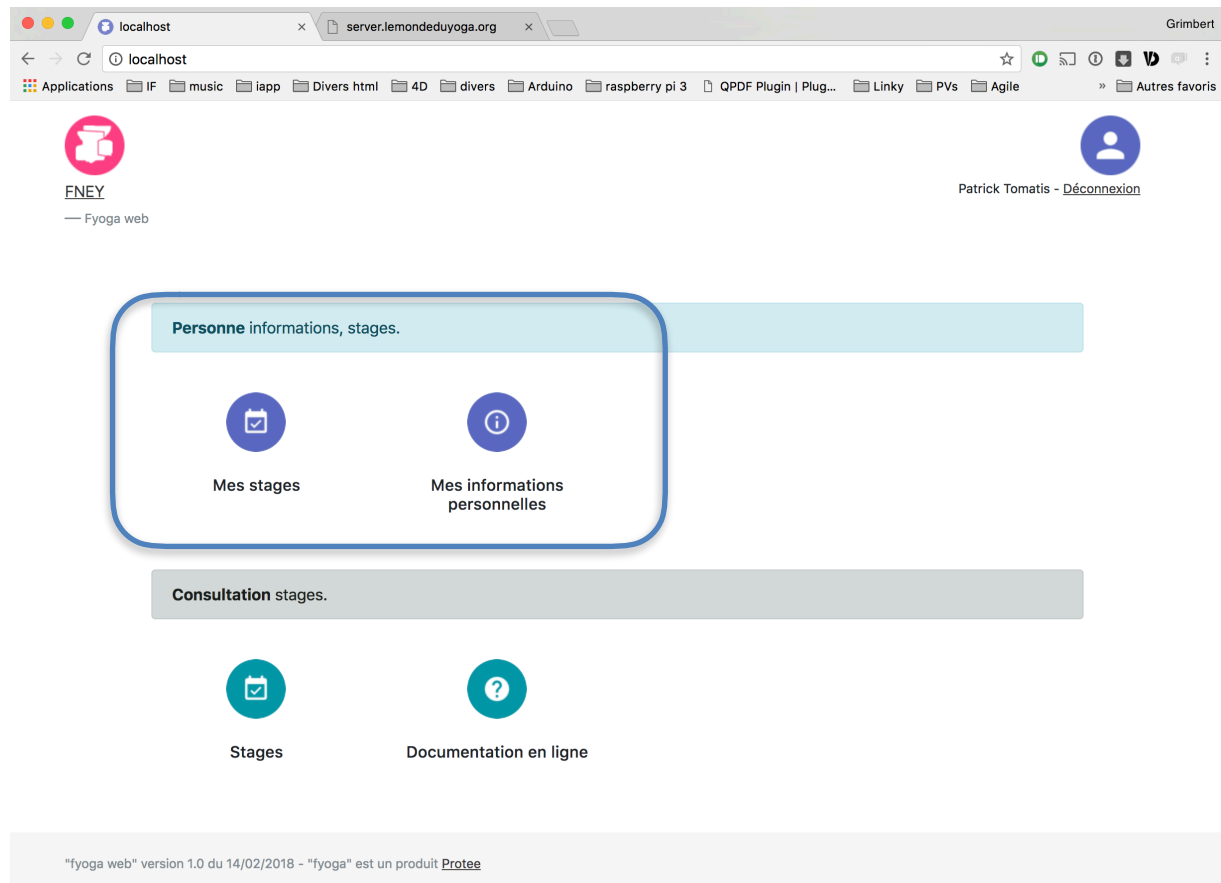 localhost
server.lemondeduyoga.org
Grimbert
localhost
Applications IF music iapp Divers html 4D divers Arduino raspberry pi 3 QPDF Plugin | Plug... Linky PVs Agile » Autres favoris
FNEY
— Fyoga web
Patrick Tomatis - Déconnexion
Personne informations, stages.
Mes stages
Mes informations
personnelles
Consultation stages.
Stages
Documentation en ligne
"fyoga web" version 1.0 du 14/02/2018 - "fyoga" est un produit Protee